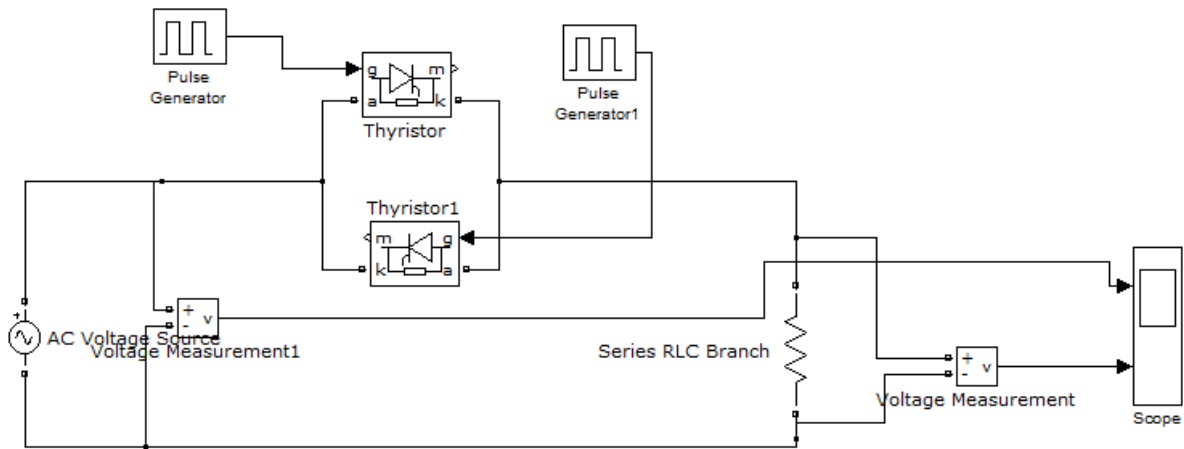 Pulse
Generator
g m
a k
Thyristor
Pulse
Generator1
Thyristor1
m g
k a
+
AC Voltage Source
+
- v
Voltage Measurement1
Series RLC Branch
+
- v
Voltage Measurement
Scope